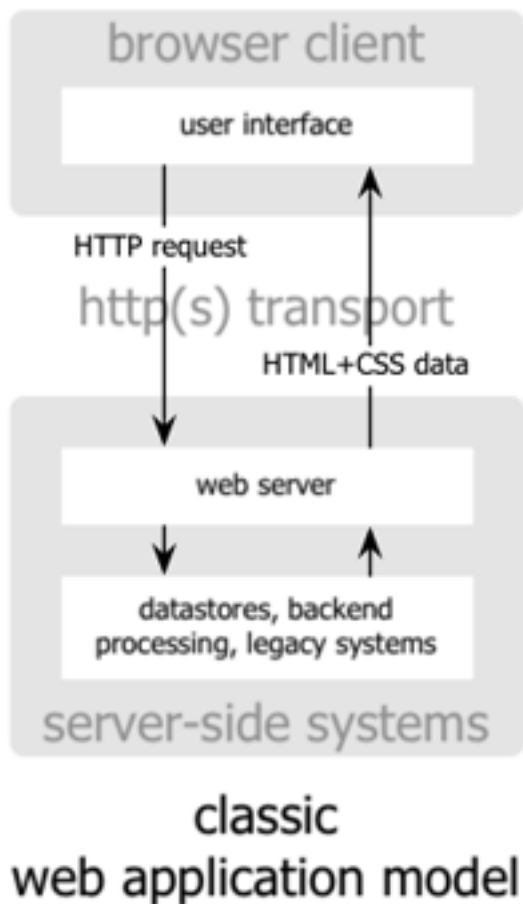 browser client
user interface
HTTP request
http(s) transport
HTML+CSS data
web server
datastores, backend
processing, legacy systems
server-side systems
classic
web application model